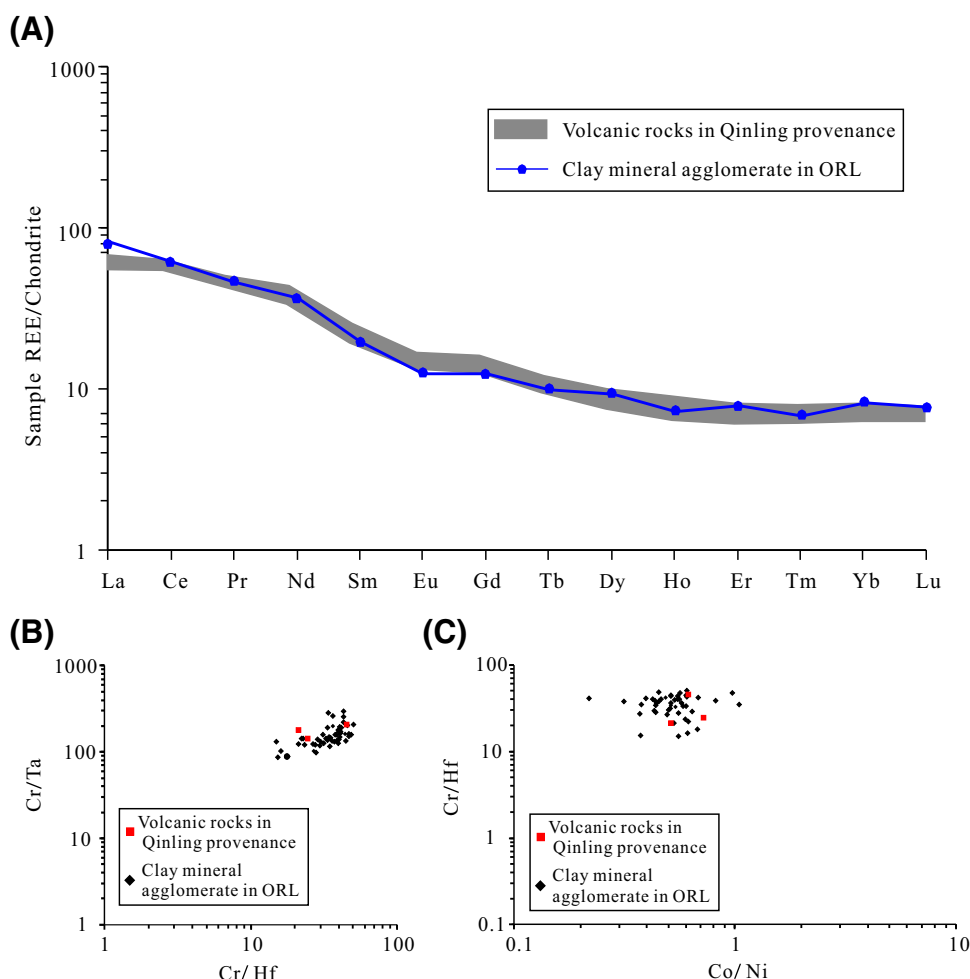 (A)
1000
100
10
1
Sample REE/Chondrite
Volcanic rocks in Qinling provenance
Clay mineral agglomerate in ORL
La Ce Pr Nd Sm Eu Gd Tb Dy Ho Er Tm Yb Lu
(B)
1000
100
10
1
Cr/Ta
Volcanic rocks in
Qinling provenance
Clay mineral
agglomerate in ORL
1 10 100
Cr/Hf
(C)
100
10
1
0.1
Cr/Hf
Volcanic rocks in
Qinling provenance
Clay mineral
agglomerate in ORL
0.1 1 10
Co/Ni